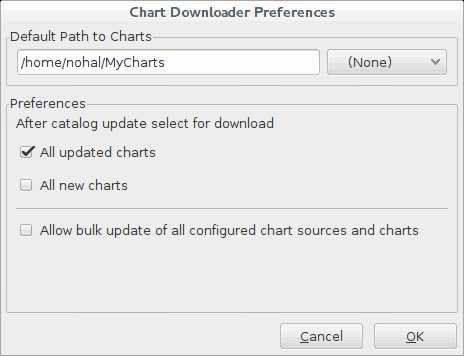 Chart Downloader Preferences
Default Path to Charts
/home/nohal/MyCharts
(None)
Preferences
After catalog update select for download
All updated charts
All new charts
Allow bulk update of all configured chart sources and charts
Cancel
OK